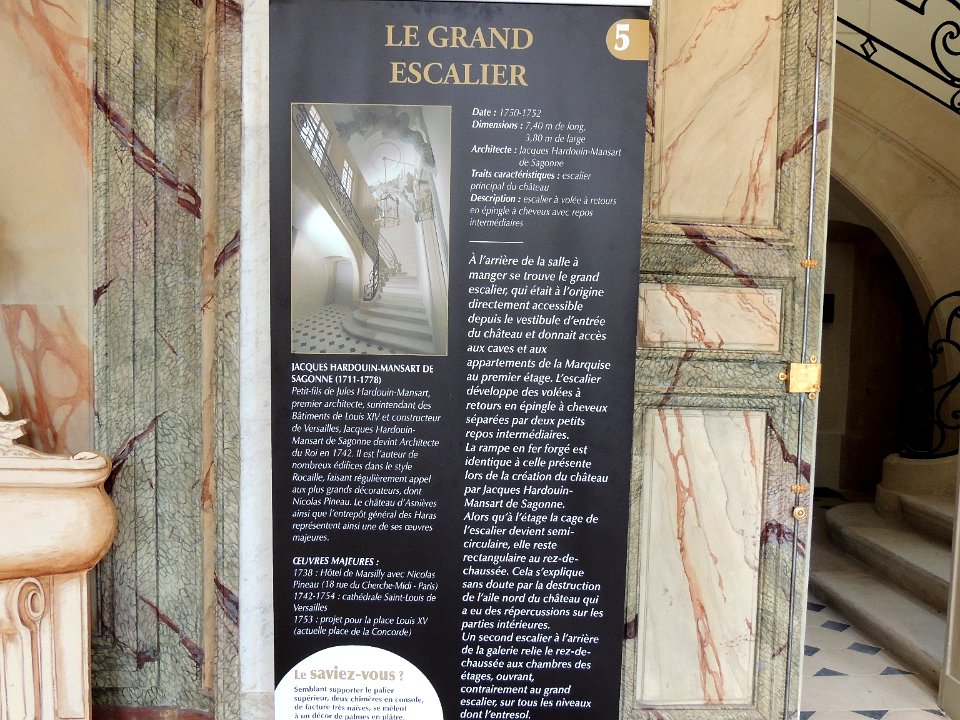 LE GRAND
ESCALIER
5
Date : 1750-1752
Dimensions : 7,40 m de long,
3,80 m de large
Architecte : Jacques Hardouin-Mansart
de Sagonne
Traits caractéristiques : escalier
principal du château
Description : escalier à volée à retours
en épingle à cheveux avec repos
intermédiaires
JACQUES HARDOUIN-MANSART DE
SAGONNE (1711-1778)
Petit-fils de Jules Hardouin-Mansart,
premier architecte, surintendant des
Bâtiments de Louis XIV et constructeur
de Versailles, Jacques Hardouin-
Mansart de Sagonne devint Architecte
du Roi en 1742. Il est l'auteur de
nombreux édifices dans le style
Rocaille, faisant régulièrement appel
aux plus grands décorateurs, dont
Nicolas Pineau. Le château d'Asnières
ainsi que l'entrepôt général des Haras
représentent ainsi une de ses œuvres
majeures.
ŒUVRES MAJEURES :
1738 : Hôtel de Marsilly avec Nicolas
Pineau (18 rue du Cherche-Midi - Paris)
1742-1754 : cathédrale Saint-Louis de
Versailles
1753 : projet pour la place Louis XV
(actuelle place de la Concorde)
Le saviez-vous ?
Semblant supporter le palier
supérieur, deux chimères en console,
de facture très naïves, se mêlent
à un décor de palmes en plâtre.
À l'arrière de la salle à
manger se trouve le grand
escalier, qui était à l'origine
directement accessible
depuis le vestibule d'entrée
du château et donnait accès
aux caves et aux
appartements de la Marquise
au premier étage. L'escalier
développe des volées à
retours en épingle à cheveux
séparées par deux petits
repos intermédiaires.
La rampe en fer forgé est
identique à celle présente
lors de la création du château
par Jacques Hardouin-
Mansart de Sagonne.
Alors qu'à l'étage la cage de
l'escalier devient semi-
circulaire, elle reste
rectangulaire au rez-de-
chaussée. Cela s'explique
sans doute par la destruction
de l'aile nord du château qui
a eu des répercussions sur les
parties intérieures.
Un second escalier à l'arrière
de la galerie relie le rez-de-
chaussée aux chambres des
étages, ouvrant,
contrairement au grand
escalier, sur tous les niveaux
dont l'entresol.